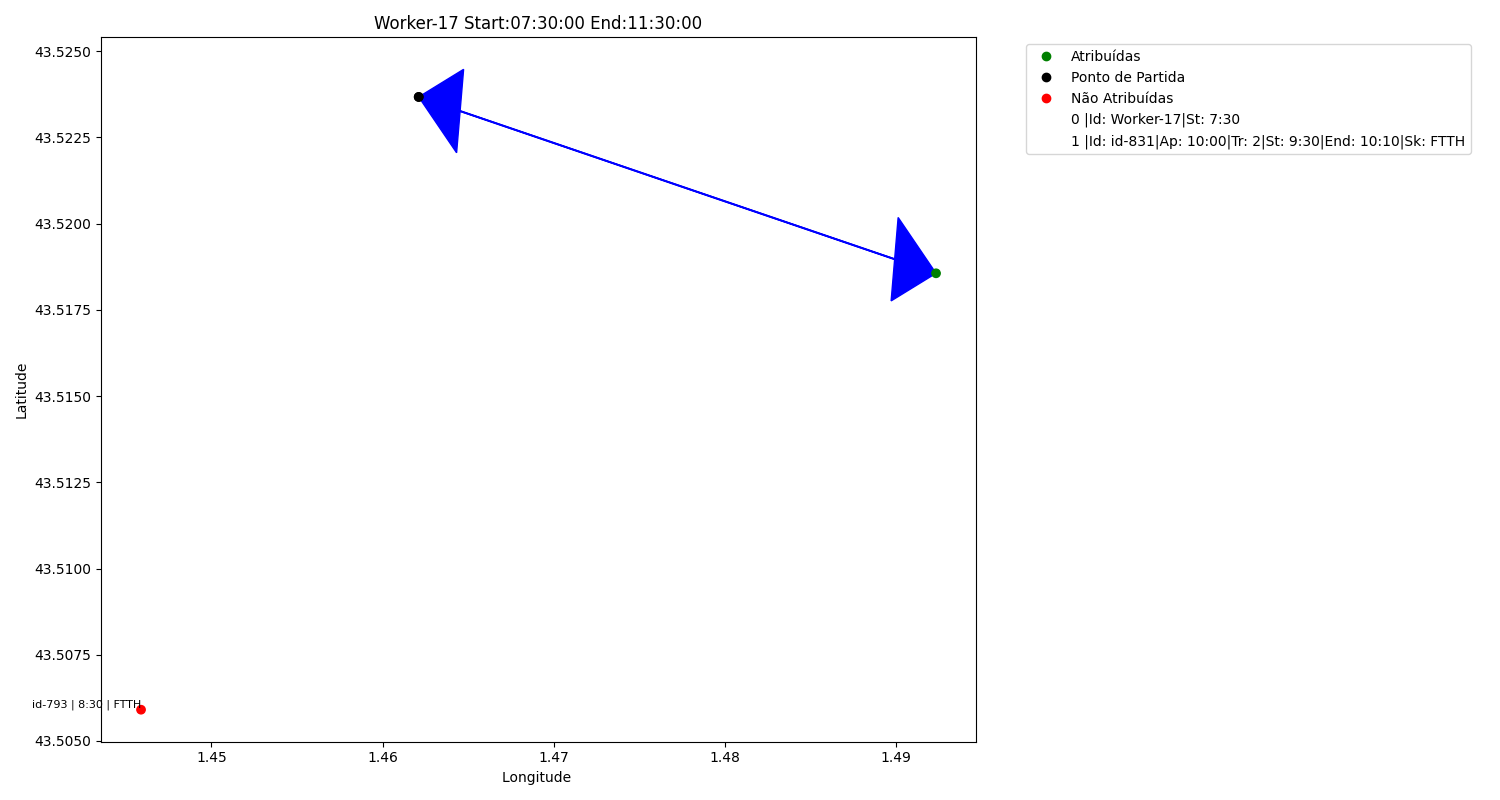 Worker-17 Start:07:30:00 End:11:30:00
43.5250
43.5225
43.5200
43.5175
43.5150
43.5125
43.5100
43.5075
43.5050
Latitude
id-793 | 8:30 | FTTH
1.45
1.46
1.47
1.48
1.49
Longitude
Atribuídas
Ponto de Partida
Não Atribuídas
0 |Id: Worker-17|St: 7:30
1 |Id: id-831|Ap: 10:00|Tr: 2|St: 9:30|End: 10:10|Sk: FTTH